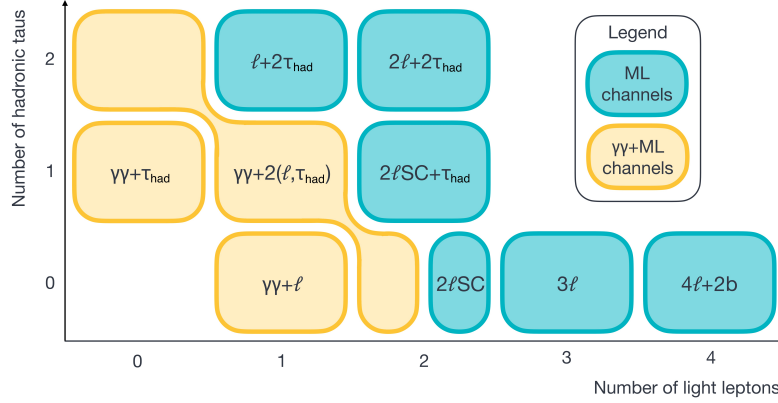 Number of hadronic taus
2
1
0
ℓ+2τhad
2ℓ+2τhad
γγ+τhad
γγ+2(ℓ,τhad)
2ℓSC+τhad
γγ+ℓ
2ℓSC
3ℓ
4ℓ+2b
0
1
2
3
4
Number of light leptons
Legend
ML
channels
γγ+ML
channels